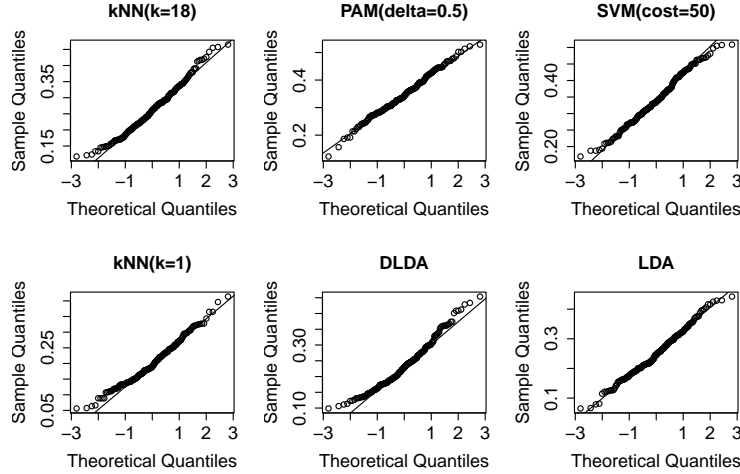 kNN(k=18) PAM(delta=0.5) SVM(cost=50)
Sample Quantiles
0.15 0.35
−3 −1 1 2 3
Theoretical Quantiles
Sample Quantiles
0.2 0.4
−3 −1 1 2 3
Theoretical Quantiles
Sample Quantiles
0.20 0.40
−3 −1 1 2 3
Theoretical Quantiles
kNN(k=1) DLDA LDA
Sample Quantiles
0.05 0.25
−3 −1 1 2 3
Theoretical Quantiles
Sample Quantiles
0.10 0.30
−3 −1 1 2 3
Theoretical Quantiles
Sample Quantiles
0.1 0.3
−3 −1 1 2 3
Theoretical Quantiles